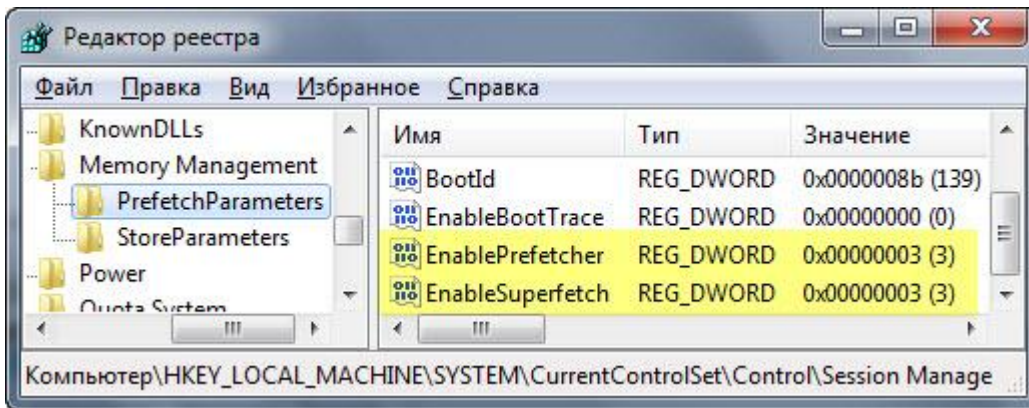 Редактор реестра
Файл Правка Вид Избранное Справка
KnownDLLs
Memory Management
PrefetchParameters
StoreParameters
Power
Quota System
Имя Тип Значение
BootId REG_DWORD 0x0000008b (139)
EnableBootTrace REG_DWORD 0x00000000 (0)
EnablePrefetcher REG_DWORD 0x00000003 (3)
EnableSuperfetch REG_DWORD 0x00000003 (3)
Компьютер\HKEY_LOCAL_MACHINE\SYSTEM\CurrentControlSet\Control\Session Manage